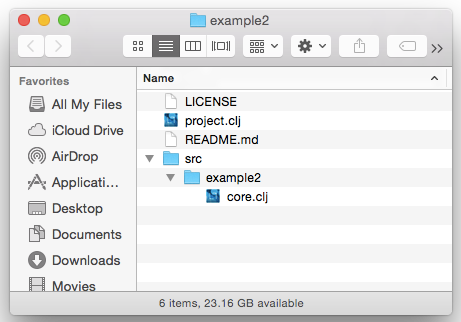 example2
Favorites
All My Files
iCloud Drive
AirDrop
Applicati...
Desktop
Documents
Downloads
Movies
Name
LICENSE
project.clj
README.md
src
example2
core.clj
6 items, 23.16 GB available